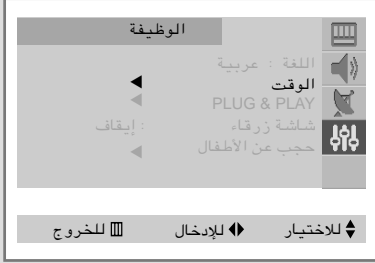 الوظيفة
اللغة : عربية
الوقت ◀
PLUG & PLAY ◀
شاشة زرقاء : إيقاف
حجب عن الأطفال ◀
للاختيار للإدخال للخروج